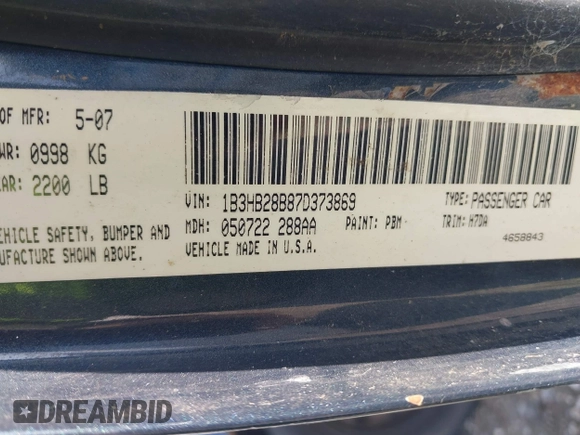 OF MFR: 5-07
WR: 0998 KG
AR: 2200 LB
VIN: 1B3HB28B87D373869
TYPE: PASSENGER CAR
MDH: 050722 288AA
PAINT: PBM
TRIM: H7DA
VEHICLE MADE IN U.S.A.
4658843
EHICLE SAFETY, BUMPER AND
UFACTURE SHOWN ABOVE.
DREAMBID